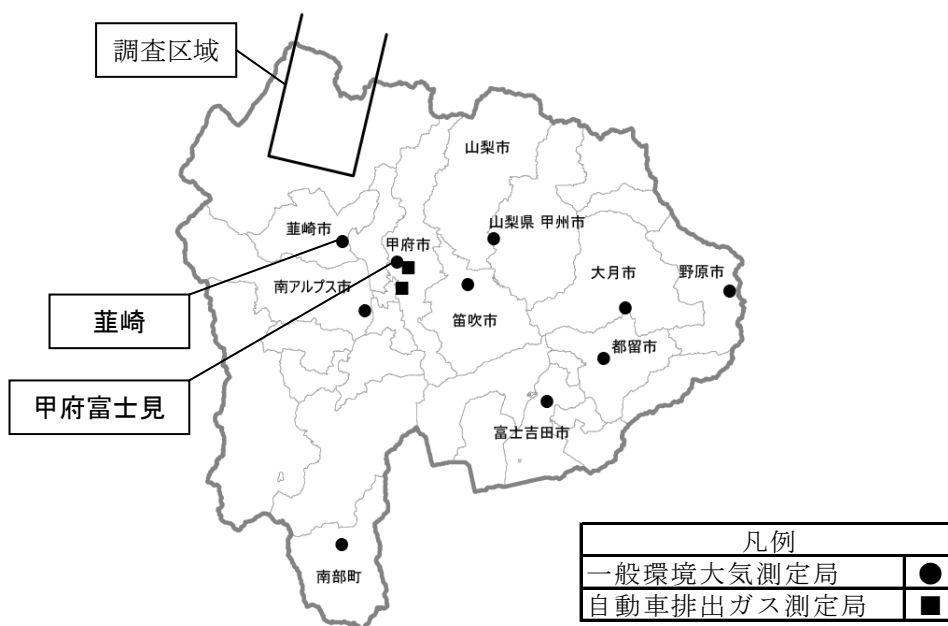 調査区域
山梨市
山梨県 甲州市
韮崎市
甲府市
大月市
野原市
南アルプス市
韮崎
笛吹市
都留市
甲府富士見
富士吉田市
南部町
凡例
一般環境大気測定局 ●
自動車排出ガス測定局 ■